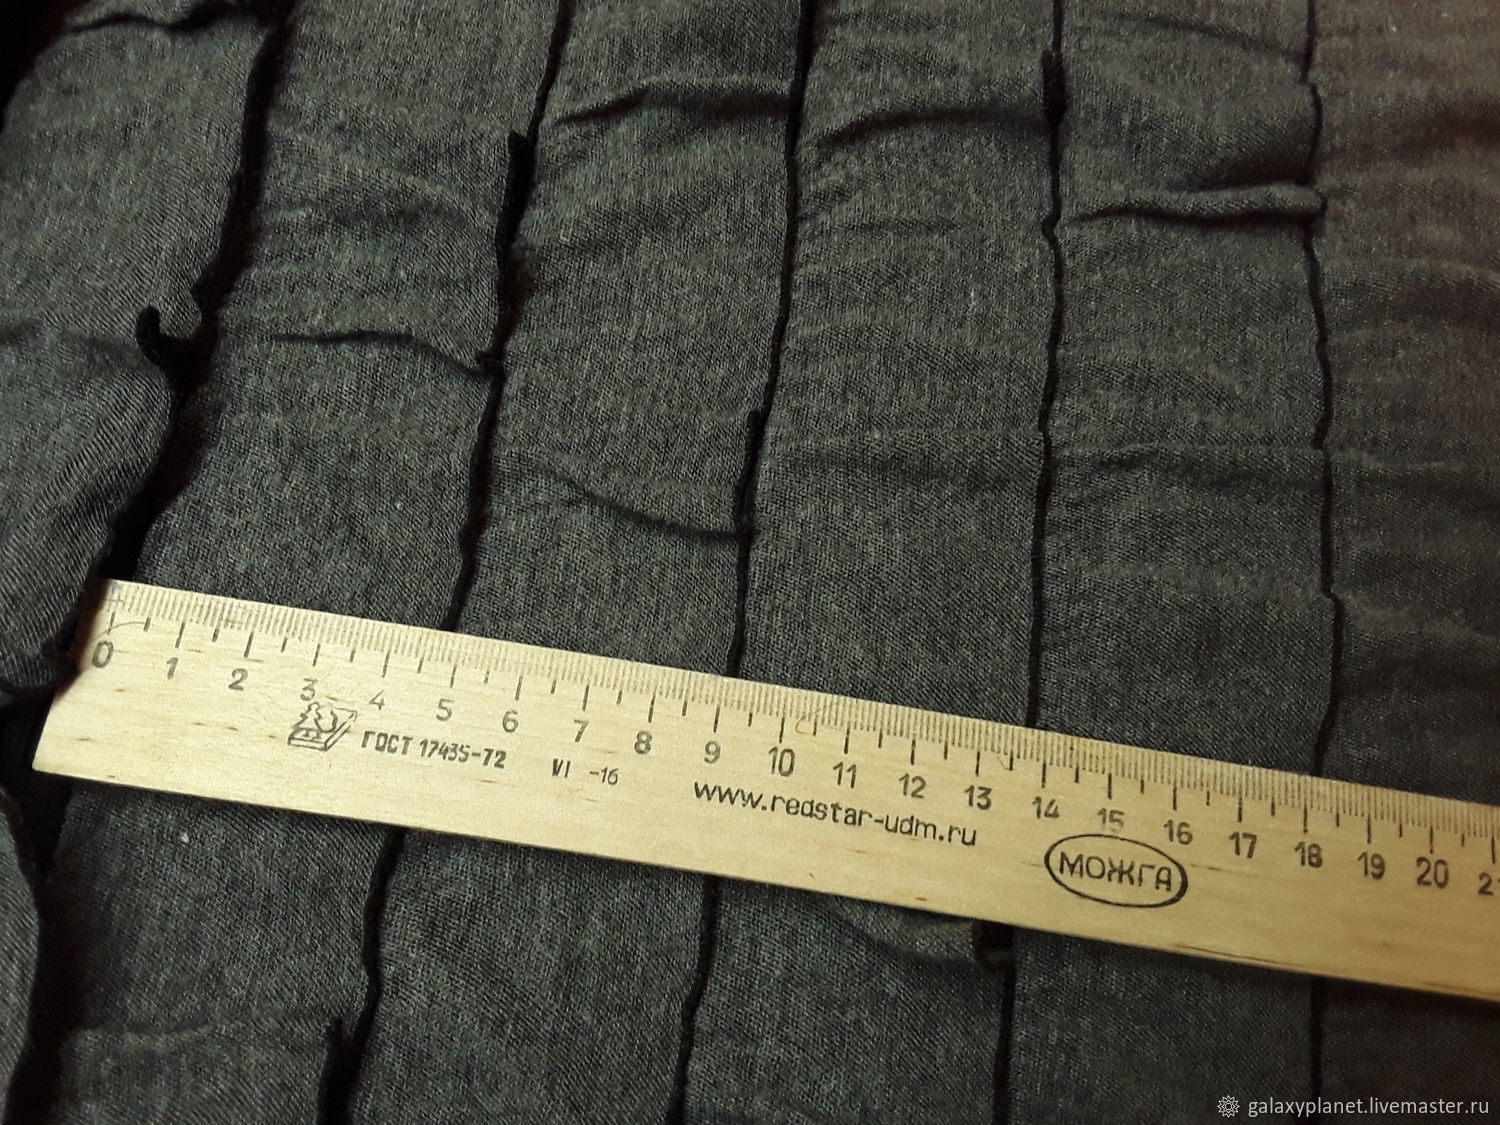 0 1 2 3 4 5 6 7 8 9 10 11 12 13 14 15 16 17 18 19 20
ГОСТ 17435-72 VI -16
www.redstar-udm.ru
МОЖГА
galaxyplanet.livemaster.ru